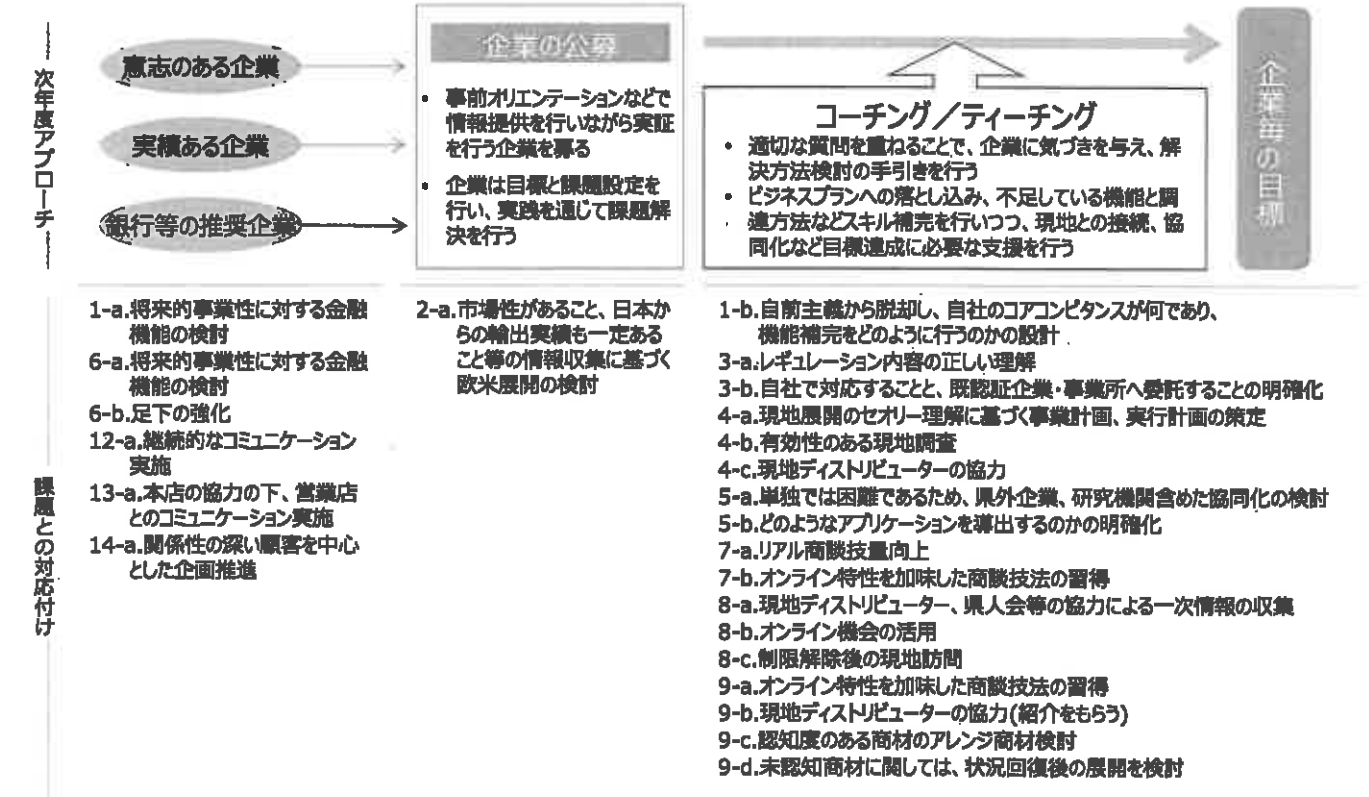 次年度アプローチ
意志のある企業
実績ある企業
銀行等の推奨企業
企業の公募
• 事前オリエンテーションなどで
情報提供を行いながら実証
を行う企業を募る
• 企業は目標と課題設定を
行い、実践を通じて課題解
決を行う
コーチング/ティーチング
• 適切な質問を重ねることで、企業に気づきを与え、解
決方法検討の手引きを行う
• ビジネスプランへの落とし込み、不足している機能と調
達方法などスキル補完を行いつつ、現地との接続、協
同化など目標達成に必要な支援を行う
企業毎の目標
課題との対応付け
1-a.将来的事業性に対する金融
機能の検討
6-a.将来的事業性に対する金融
機能の検討
6-b.足下の強化
12-a.継続的なコミュニケーション
実施
13-a.本店の協力の下、営業店
とのコミュニケーション実施
14-a.関係性の深い顧客を中心
とした企画推進
2-a.市場性があること、日本か
らの輸出実績も一定ある
こと等の情報収集に基づく
欧米展開の検討
1-b.自前主義から脱却し、自社のコアコンピタンスが何であり、
機能補完をどのように行うのかの設計
3-a.レギュレーション内容の正しい理解
3-b.自社で対応することと、既認証企業・事業所へ委託することの明確化
4-a.現地展開のセオリー理解に基づく事業計画、実行計画の策定
4-b.有効性のある現地調査
4-c.現地ディストリビューターの協力
5-a.単独では困難であるため、県外企業、研究機関含めた協同化の検討
5-b.どのようなアプリケーションを導出するのかの明確化
7-a.リアル商談技量向上
7-b.オンライン特性を加味した商談技法の習得
8-a.現地ディストリビューター、県人会等の協力による一次情報の収集
8-b.オンライン機会の活用
8-c.制限解除後の現地訪問
9-a.オンライン特性を加味した商談技法の習得
9-b.現地ディストリビューターの協力(紹介をもらう)
9-c.認知度のある商材のアレンジ商材検討
9-d.未認知商材に関しては、状況回復後の展開を検討